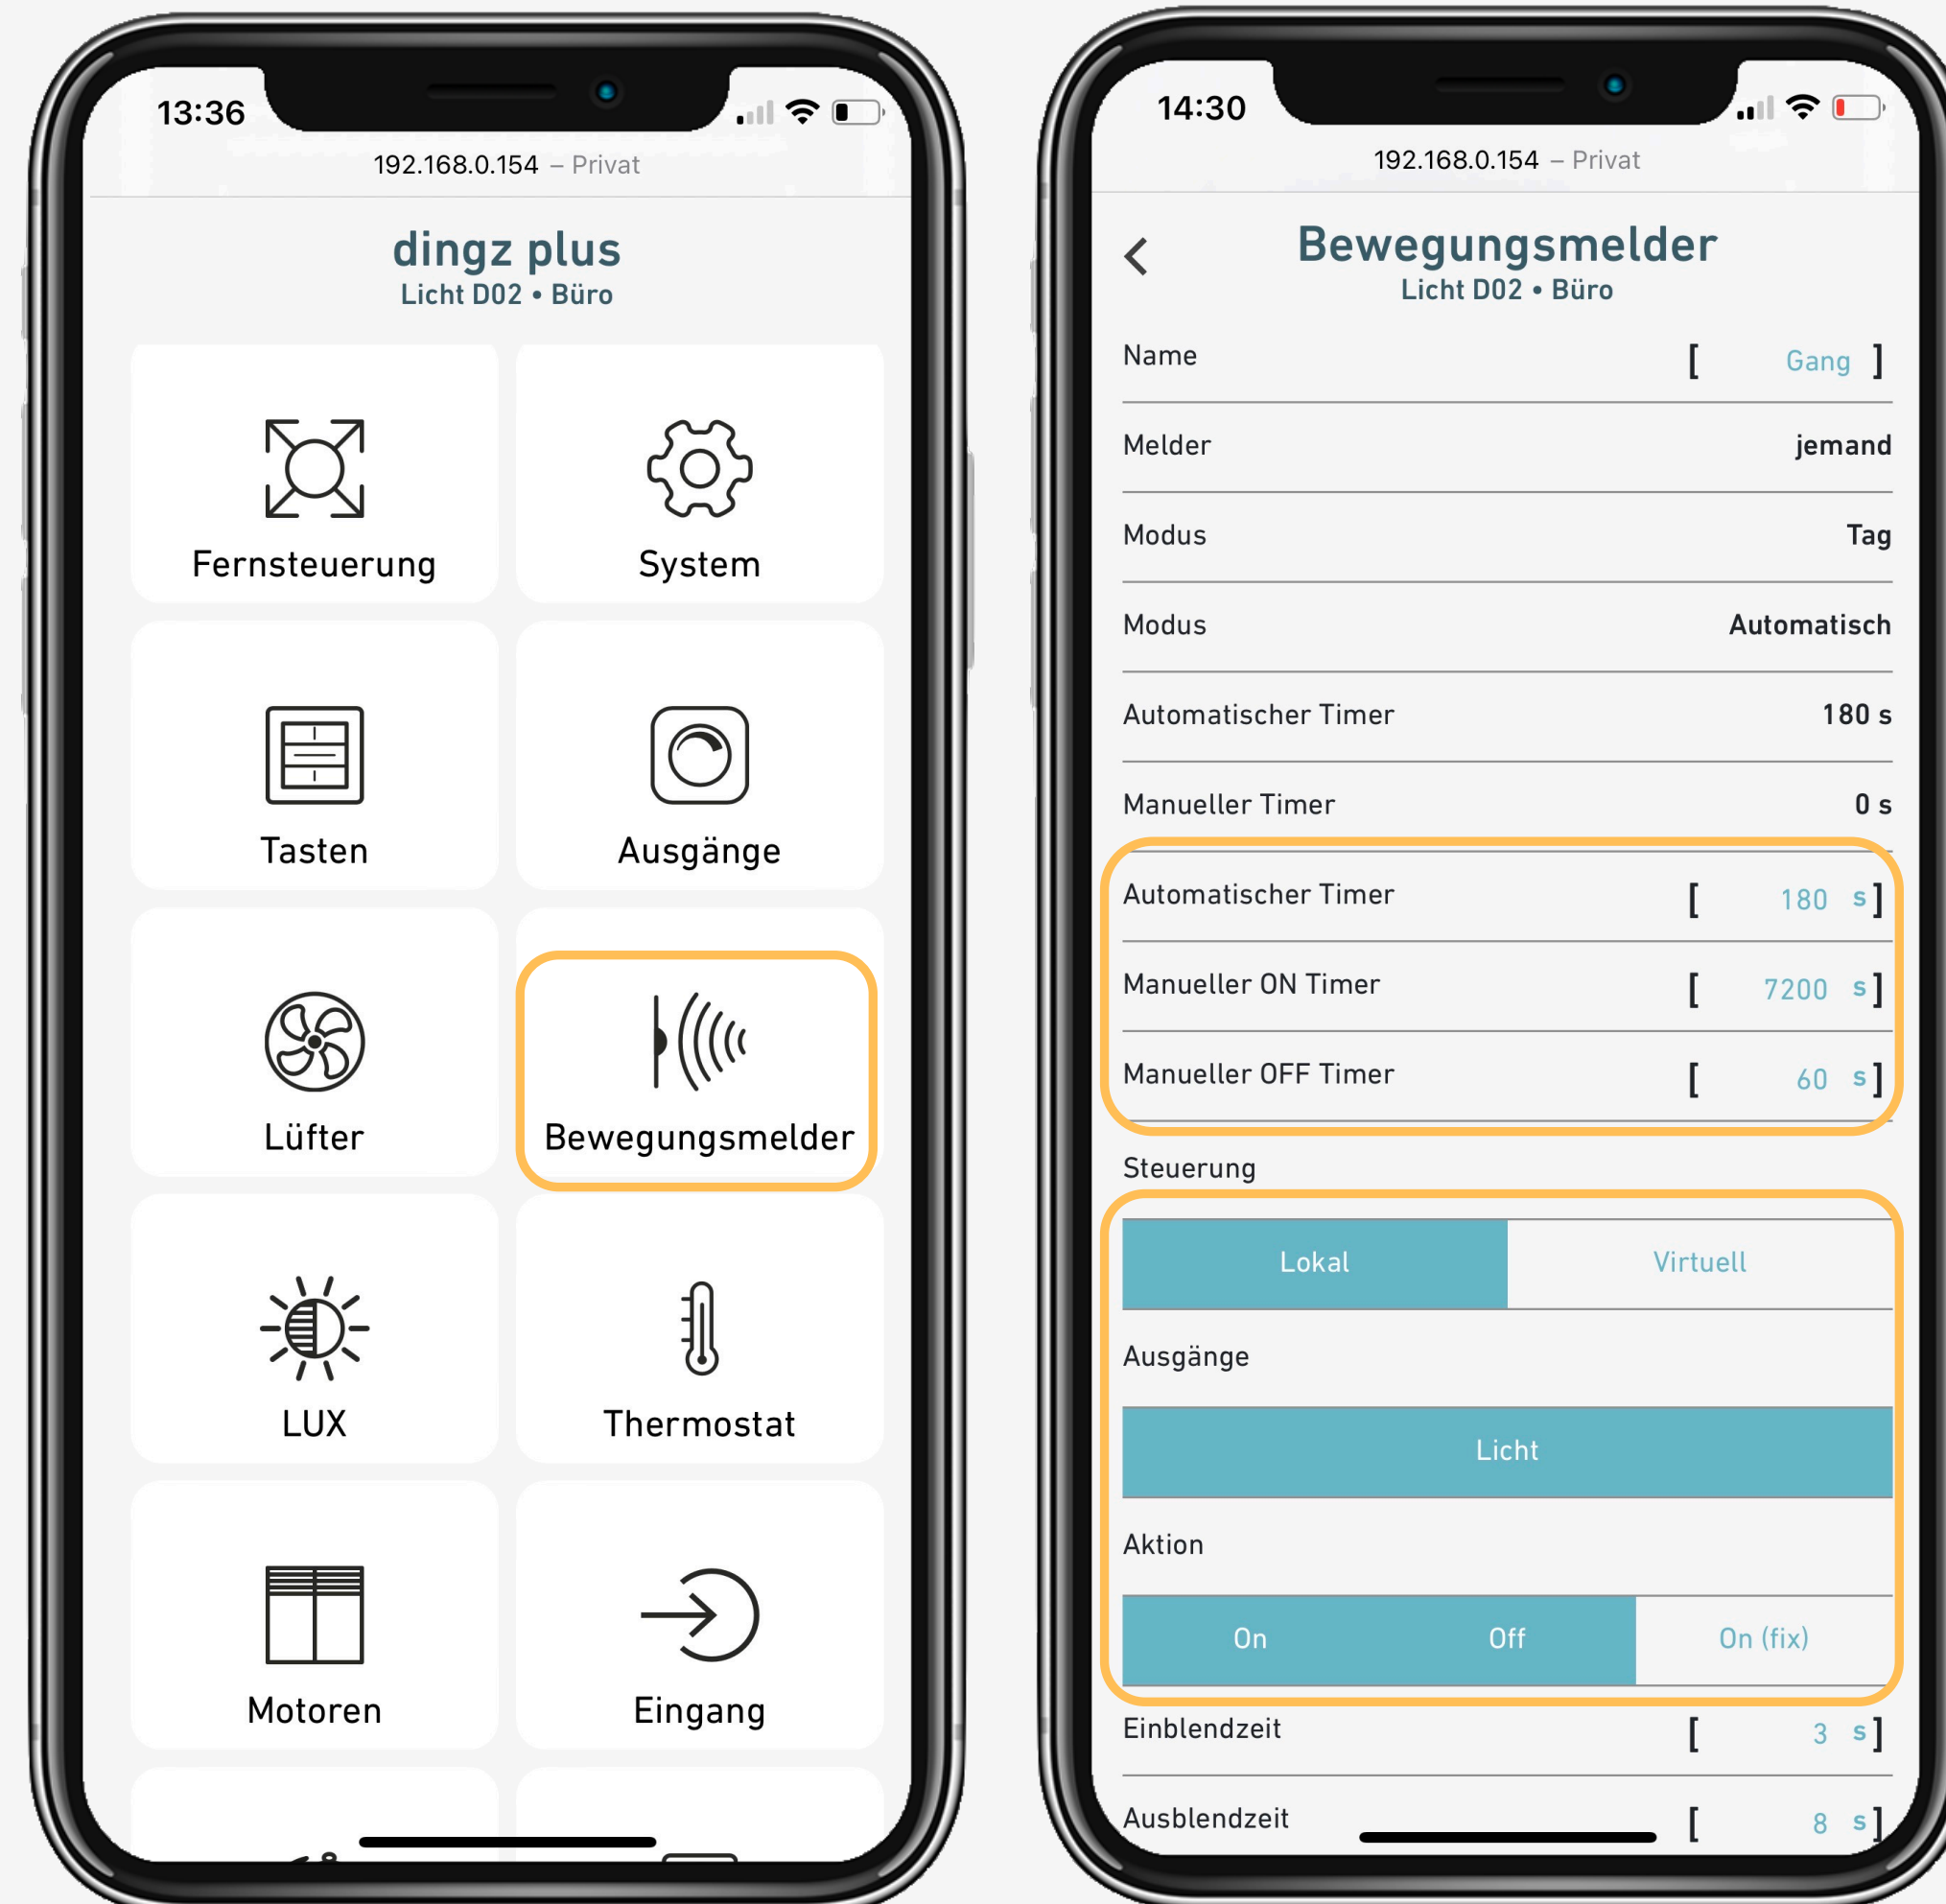 13:36
192.168.0.154 – Privat
dingz plus
Licht D02 • Büro
Fernsteuerung
System
Tasten
Ausgänge
Lüfter
Bewegungsmelder
LUX
Thermostat
Motoren
Eingang
14:30
192.168.0.154 – Privat
Bewegungsmelder
Licht D02 • Büro
Name [ Gang ]
Melder jemand
Modus Tag
Modus Automatisch
Automatischer Timer 180 s
Manueller Timer 0 s
Automatischer Timer [ 180 s]
Manueller ON Timer [ 7200 s]
Manueller OFF Timer [ 60 s]
Steuerung
Lokal Virtuell
Ausgänge
Licht
Aktion
On Off On (fix)
Einblendzeit [ 3 s]
Ausblendzeit [ 8 s]